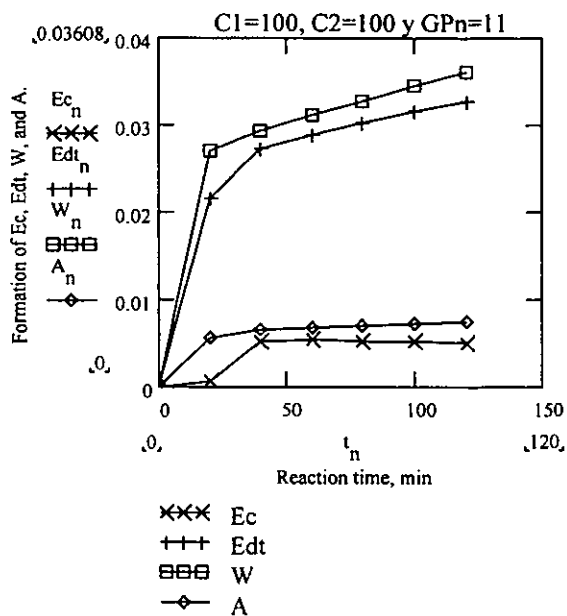 C1=100, C2=100 y GPn=11
0.03608
0.04
Ec n
Edt n
W n
A n
Formation of Ec, Edt, W, and A.
0.03
0.02
0.01
0
0
0
50
100
150
0
t n
120
Reaction time, min
Ec
Edt
W
A